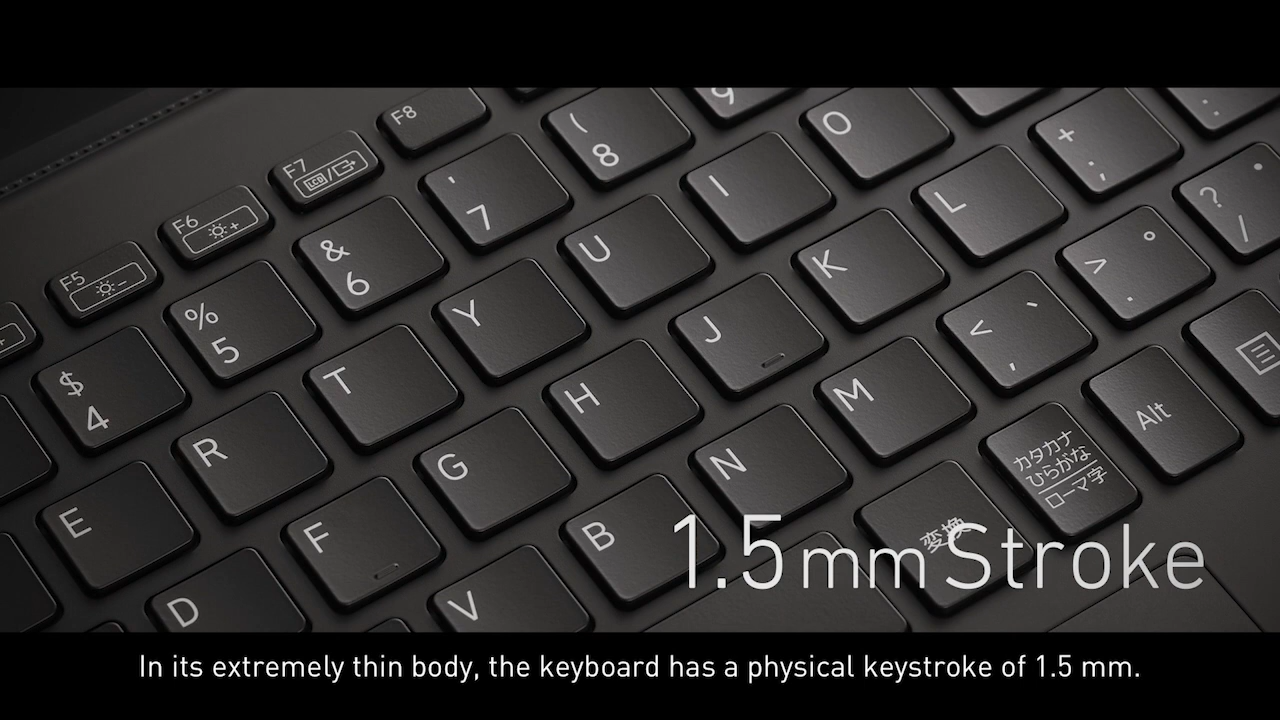 F8
F7
LCD
F6
F5
(
8
9
O
+
;
'
7
I
L
?
/
&
6
U
K
>
.
%
5
Y
J
<
,
$
4
T
H
M
Alt
R
G
N
カタカナ
ひらがな
ローマ字
E
F
B
変換
D
V
1.5mm Stroke
In its extremely thin body, the keyboard has a physical keystroke of 1.5 mm.